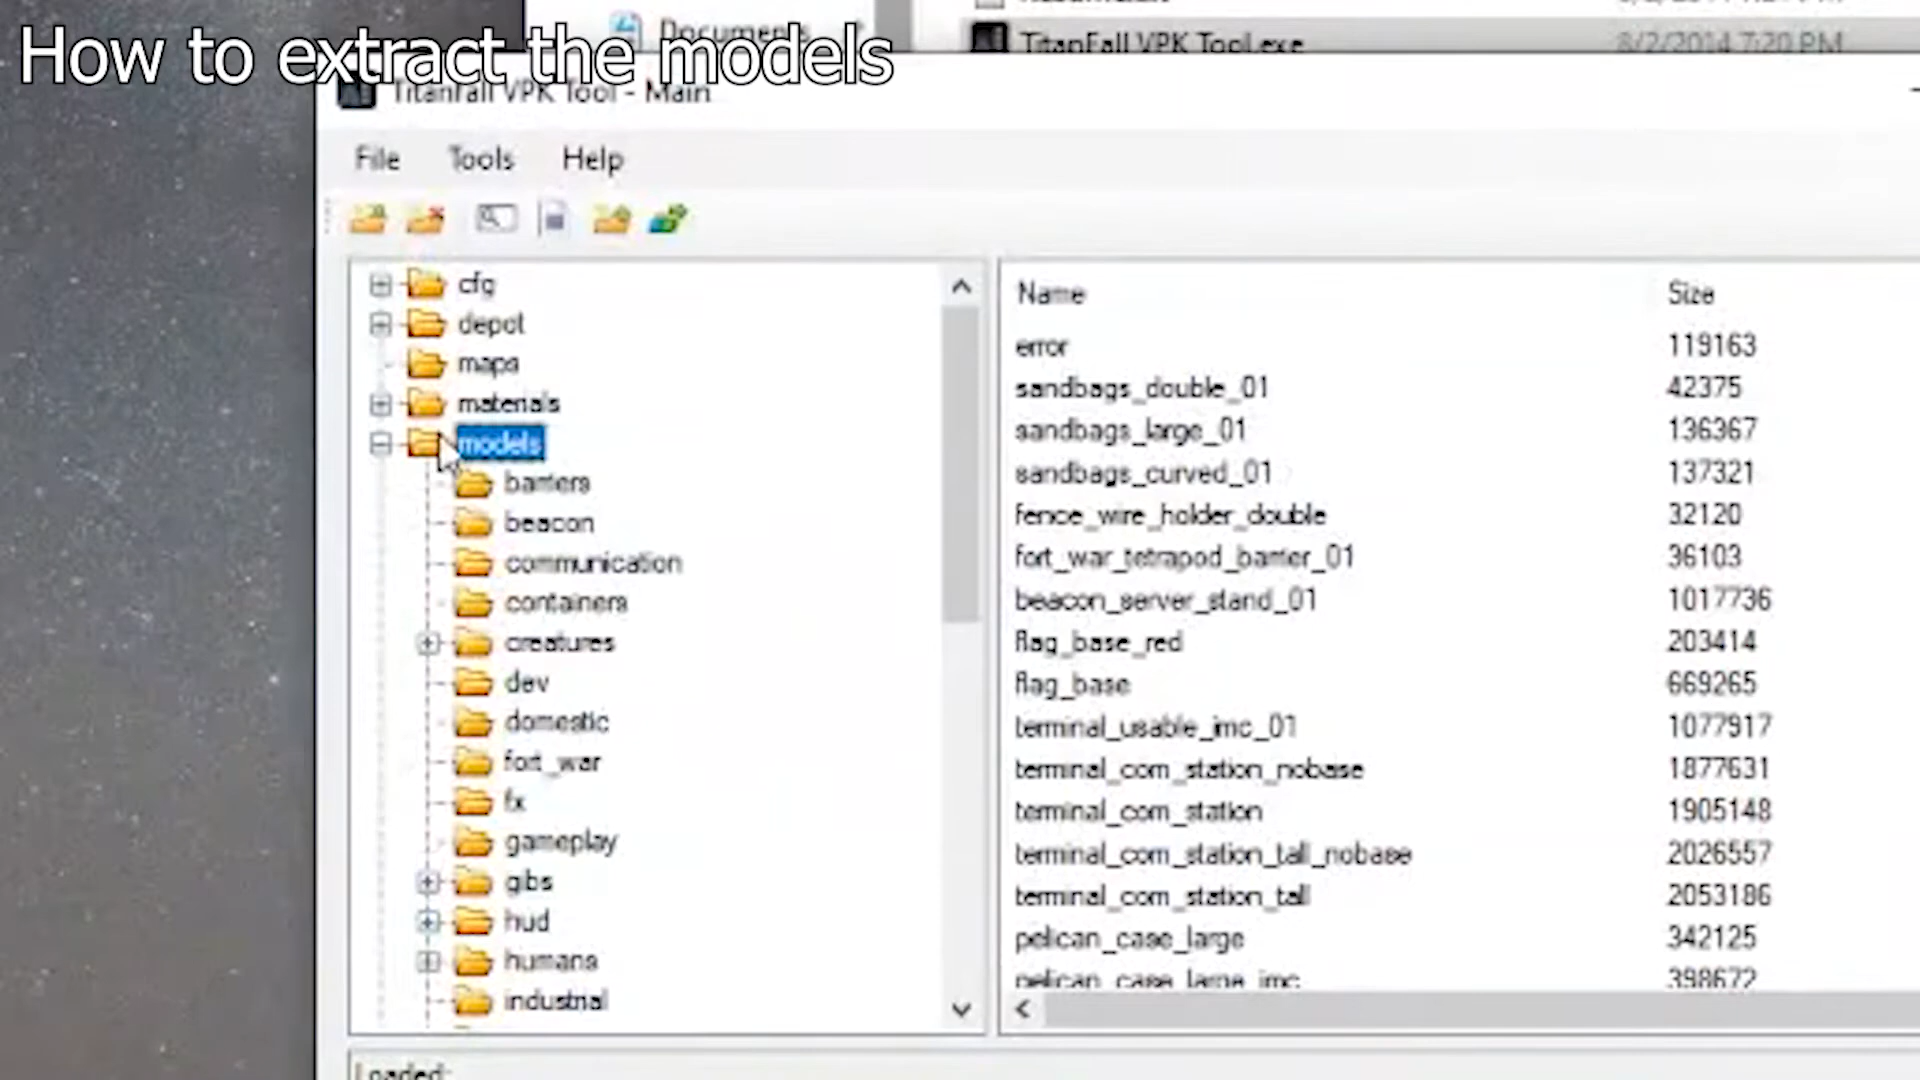 How to extract the models
Documents
TitanFall VPK Tool.exe
8/2/2014 7:20 PM
TitanFall VPK Tool - Main
File Tools Help
cfg
depot
maps
materials
models
barriers
beacon
communication
containers
creatures
dev
domestic
fort_war
fx
gameplay
gibs
hud
humans
industrial
Name Size
error 119163
sandbags_double_01 42375
sandbags_large_01 136367
sandbags_curved_01 137321
fence_wire_holder_double 32120
fort_war_tetrapod_barrier_01 36103
beacon_server_stand_01 1017736
flag_base_red 203414
flag_base 669265
terminal_usable_imc_01 1077917
terminal_com_station_nobase 1877631
terminal_com_station 1905148
terminal_com_station_tall_nobase 2026557
terminal_com_station_tall 2053186
pelican_case_large 342125
pelican_case_large_imc 398672
Loaded: